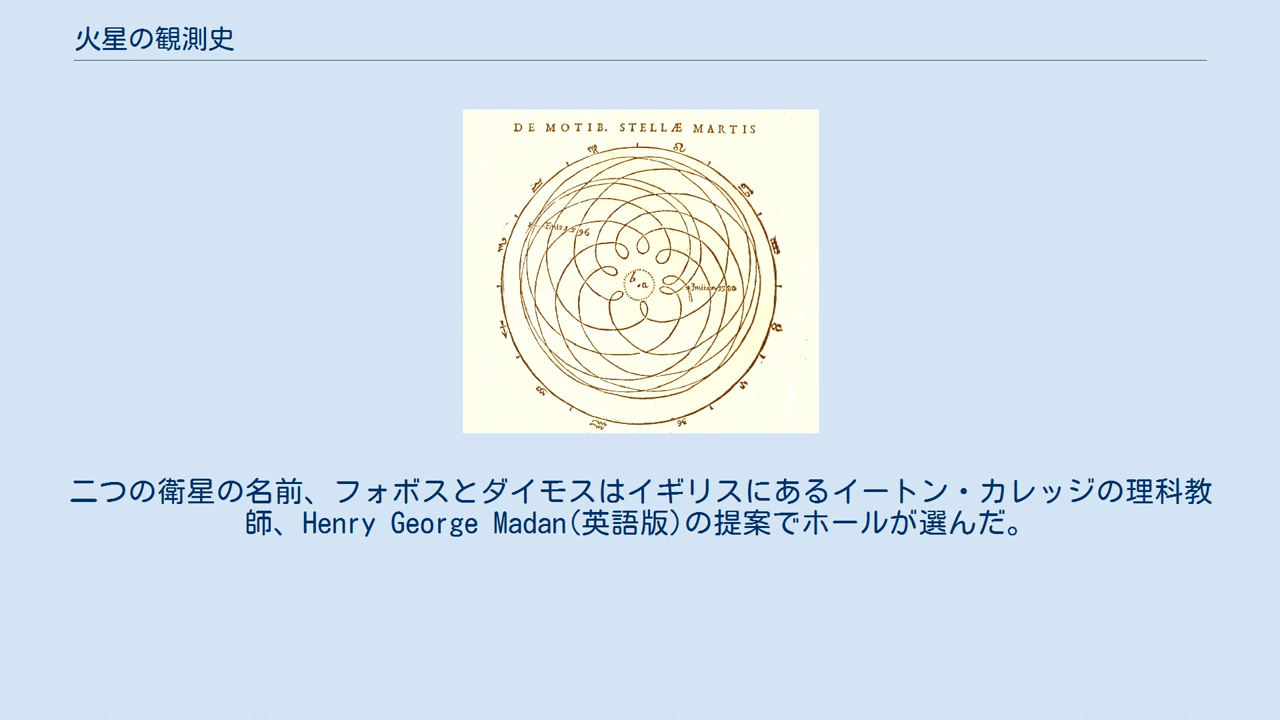 火星の観測史
DE MOTIB. STELLÆ MARTIS
二つの衛星の名前、フォボスとダイモスはイギリスにあるイートン・カレッジの理科教
師、Henry George Madan(英語版)の提案でホールが選んだ。